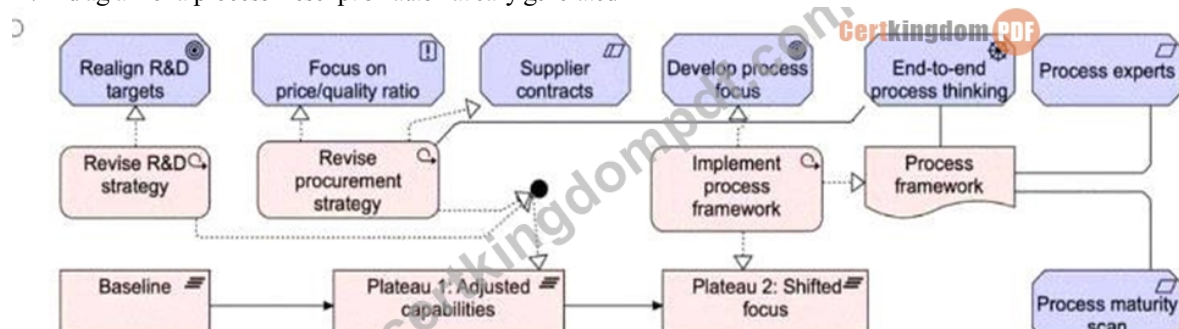 Certkingdom PDF
Realign R&D
targets
Focus on
price/quality ratio
Supplier
contracts
Develop process
focus
End-to-end
process thinking
Process experts
Revise R&D
strategy
Revise
procurement
strategy
Implement
process
framework
Process
framework
Baseline
Plateau 1: Adjusted
capabilities
Plateau 2: Shifted
focus
Process maturity
scan
certkingdompdf.com